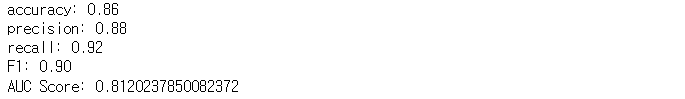 accuracy: 0.86
precision: 0.88
recall: 0.92
F1: 0.90
AUC Score: 0.8120237850082372